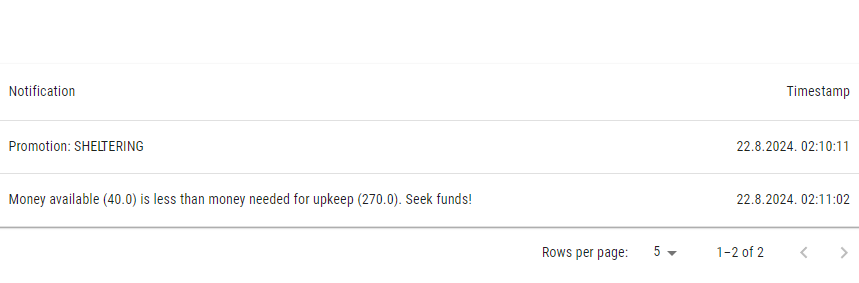 Notification Timestamp
Promotion: SHELTERING 22.8.2024. 02:10:11
Money available (40.0) is less than money needed for upkeep (270.0). Seek funds! 22.8.2024. 02:11:02
Rows per page: 5 1–2 of 2